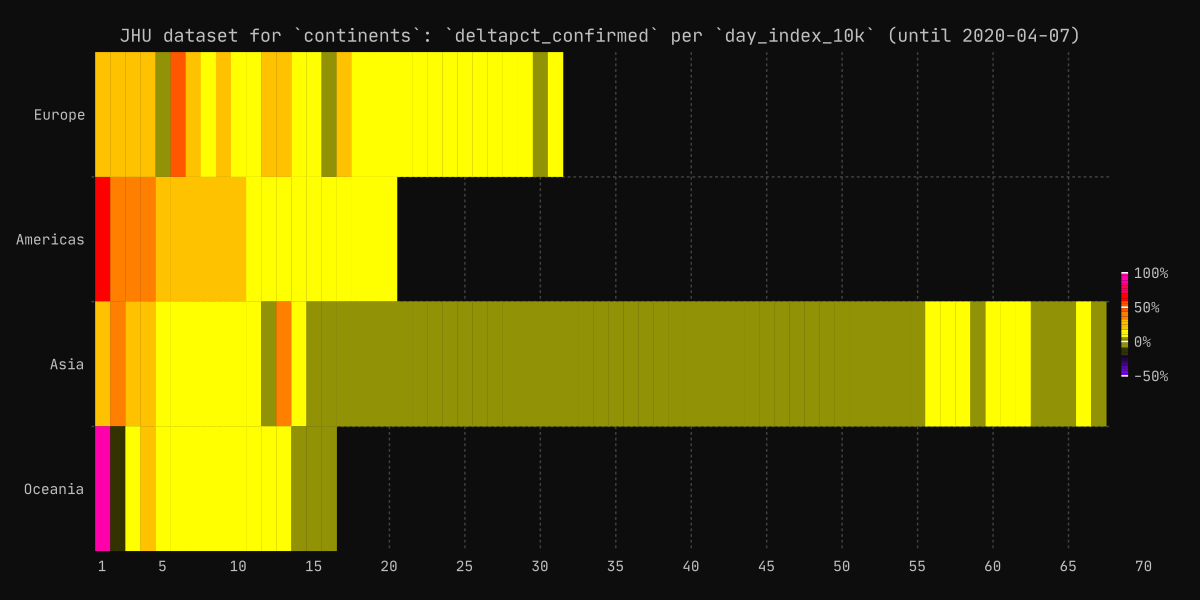 JHU dataset for `continents`: `deltapct_confirmed` per `day_index_10k` (until 2020-04-07)
Europe
Americas
Asia
Oceania
100%
50%
0%
-50%
1 5 10 15 20 25 30 35 40 45 50 55 60 65 70